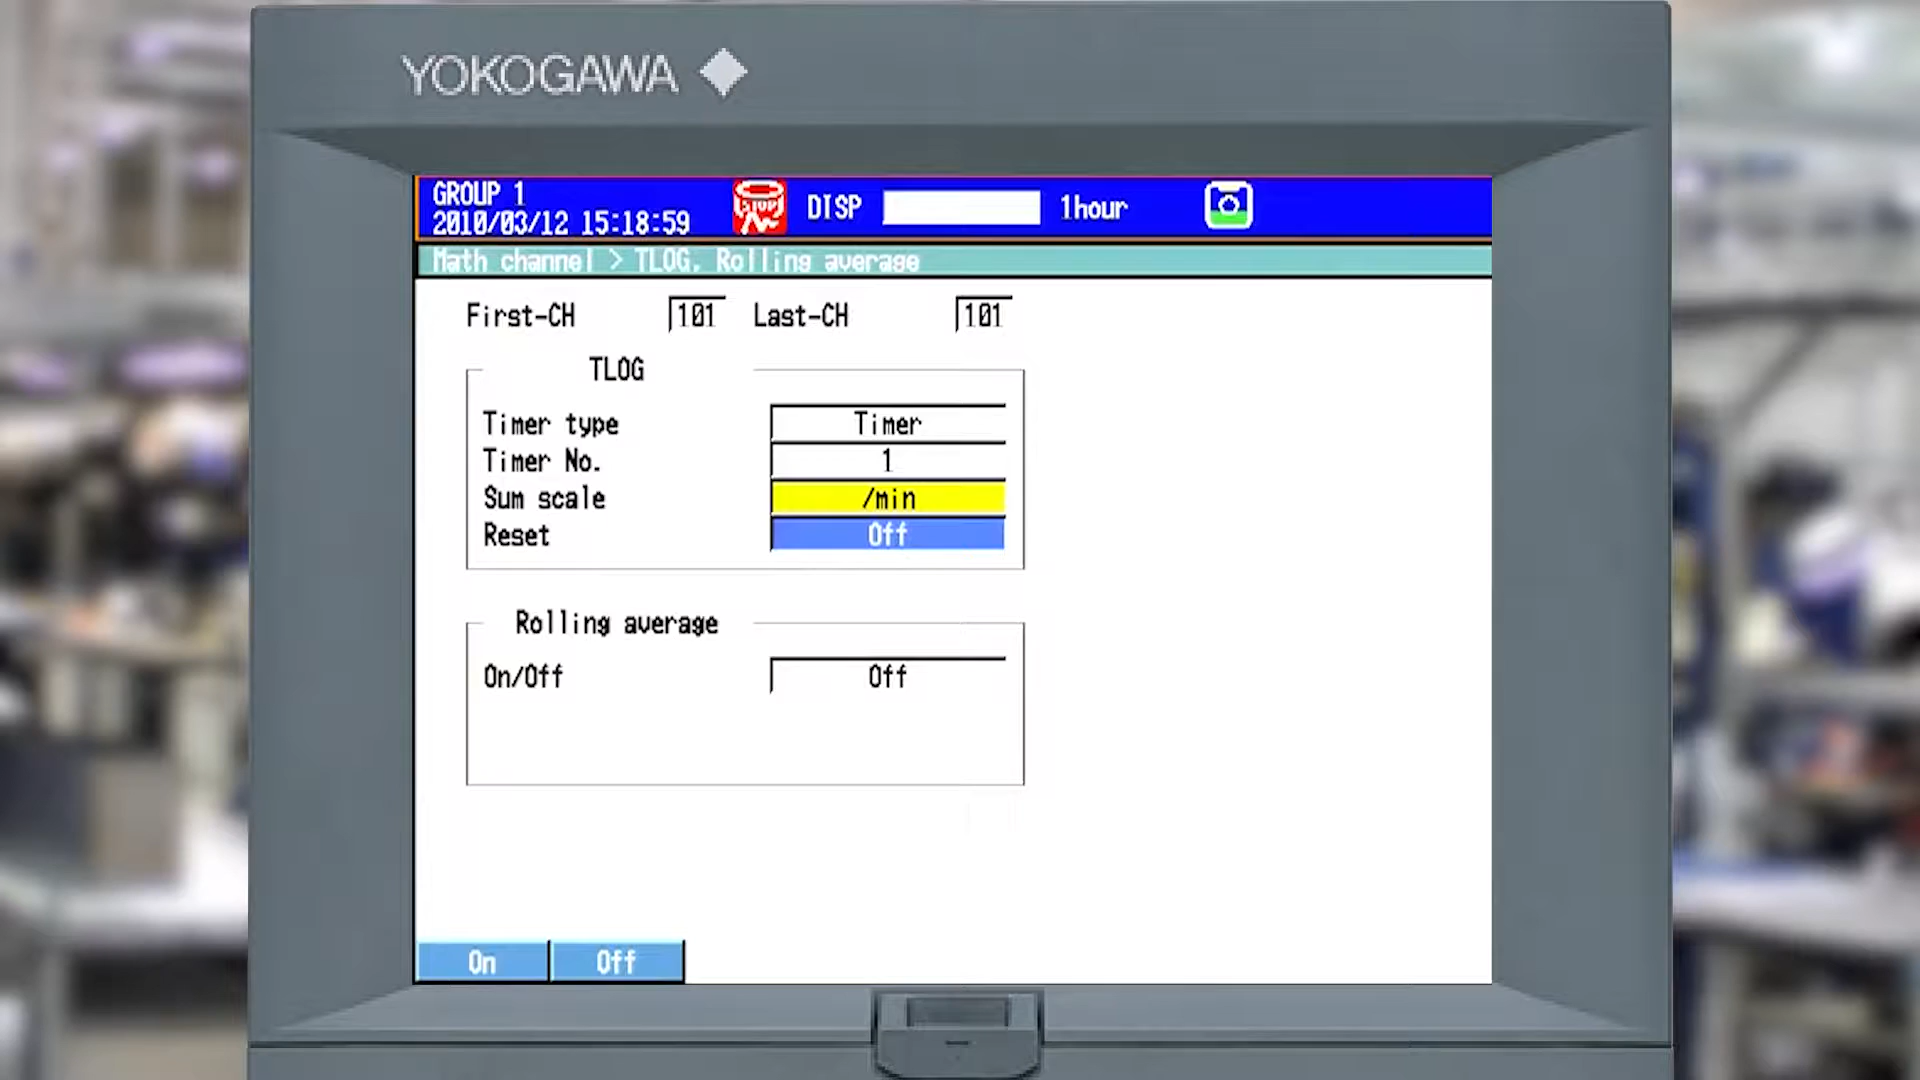 YOKOGAWA
GROUP 1
2010/03/12 15:18:59
STOP
DISP
1hour
Math channel > TLOG, Rolling average
First-CH 101 Last-CH 101
TLOG
Timer type Timer
Timer No. 1
Sum scale /min
Reset Off
Rolling average
On/Off Off
On Off